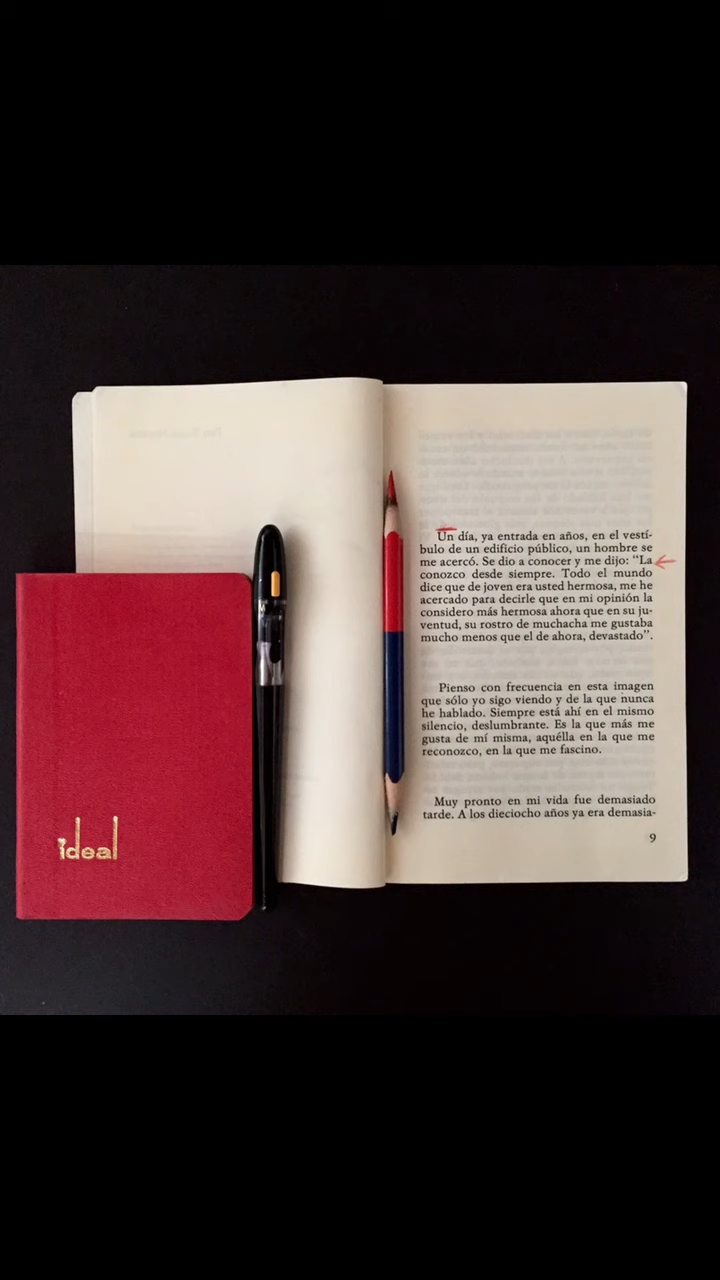 Un día, ya entrada en años, en el vestí-
bulo de un edificio público, un hombre se
me acercó. Se dio a conocer y me dijo: “La
conozco desde siempre. Todo el mundo
dice que de joven era usted hermosa, me he
acercado para decirle que en mi opinión la
considero más hermosa ahora que en su ju-
ventud, su rostro de muchacha me gustaba
mucho menos que el de ahora, devastado”.
Pienso con frecuencia en esta imagen
que sólo yo sigo viendo y de la que nunca
he hablado. Siempre está ahí en el mismo
silencio, deslumbrante. Es la que más me
gusta de mí misma, aquélla en la que me
reconozco, en la que me fascino.
Muy pronto en mi vida fue demasiado
tarde. A los dieciocho años ya era demasia-
9
ideal